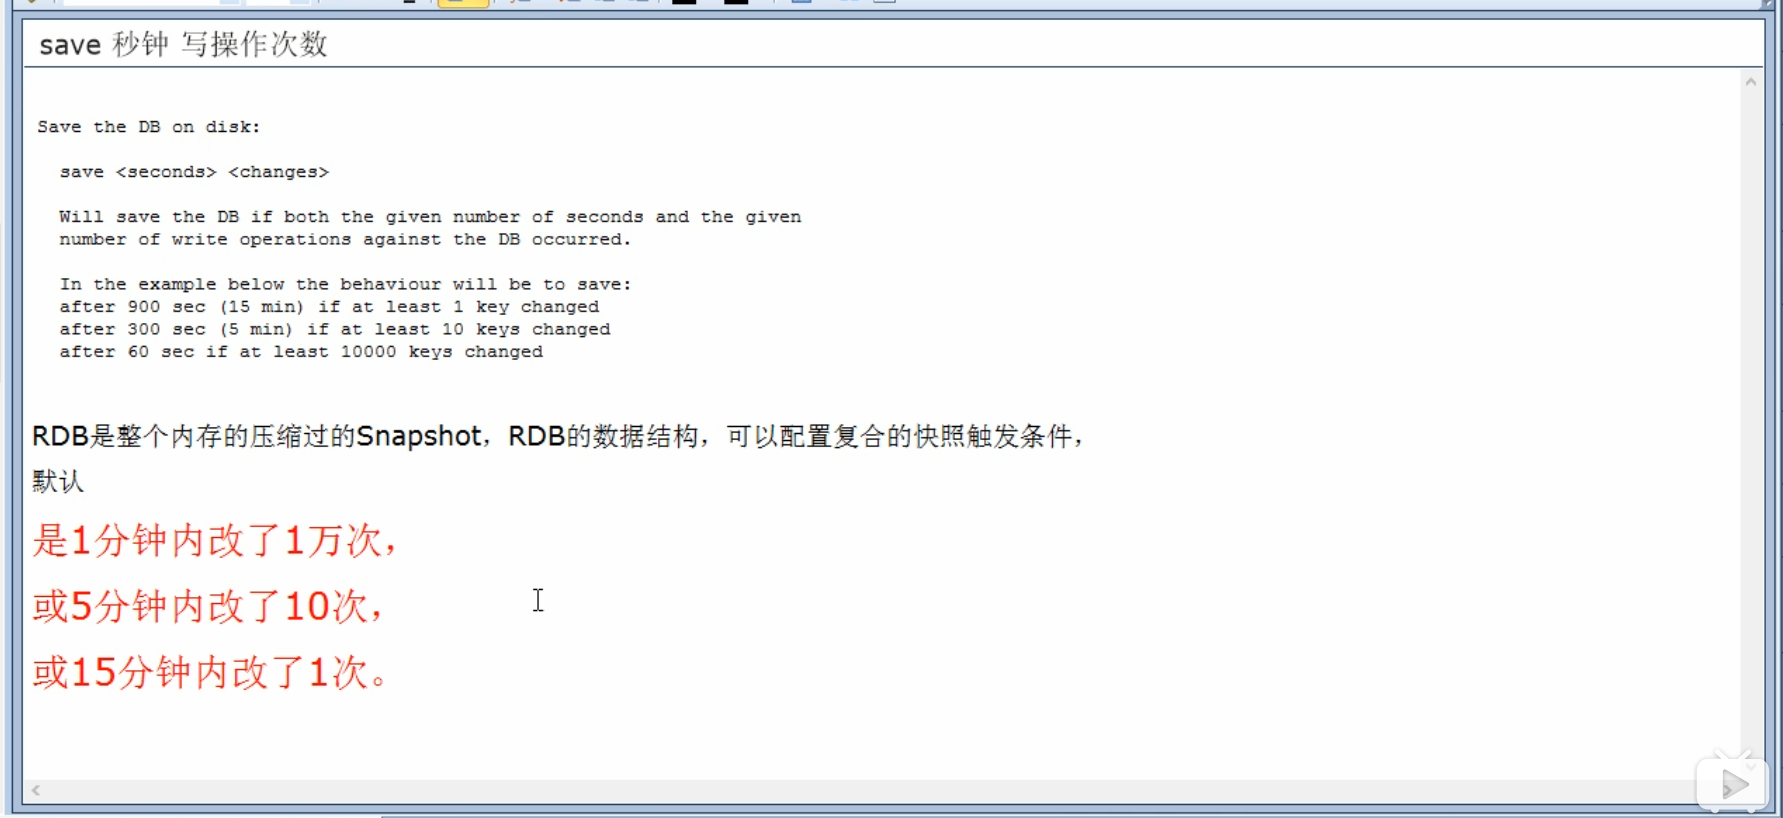 save 秒钟 写操作次数
Save the DB on disk:
save <seconds> <changes>
Will save the DB if both the given number of seconds and the given
number of write operations against the DB occurred.
In the example below the behaviour will be to save:
after 900 sec (15 min) if at least 1 key changed
after 300 sec (5 min) if at least 10 keys changed
after 60 sec if at least 10000 keys changed
RDB是整个内存的压缩过的Snapshot，RDB的数据结构，可以配置复合的快照触发条件，
默认
是1分钟内改了1万次，
或5分钟内改了10次，
或15分钟内改了1次。